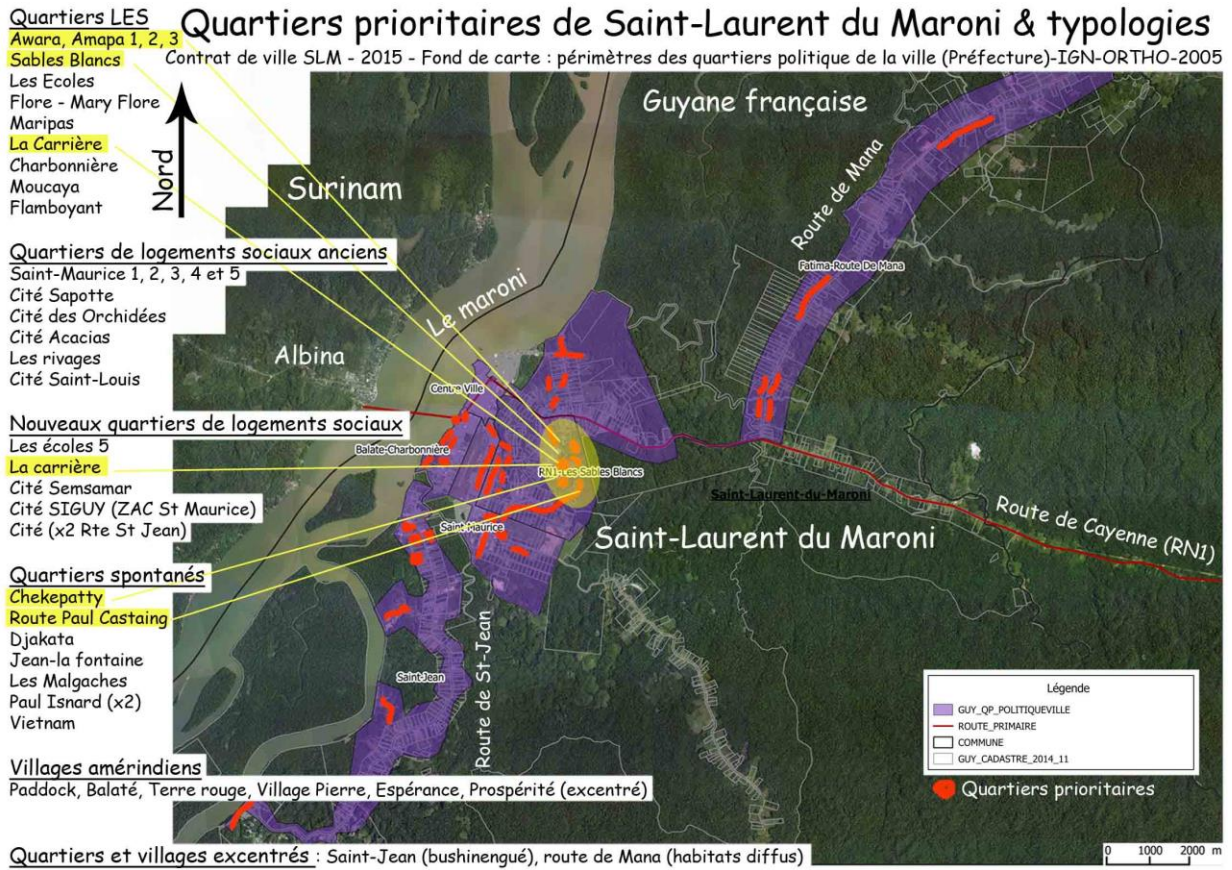 Quartiers prioritaires de Saint-Laurent du Maroni & typologies
Contrat de ville SLM - 2015 - Fond de carte : périmètres des quartiers politique de la ville (Préfecture)-IGN-ORTHO-2005
Quartiers LES
Awara, Amapa 1, 2, 3
Sables Blancs
Les Ecoles
Flore - Mary Flore
Maripas
La Carrière
Charbonnière
Moucaya
Flamboyant
Nord
Quartiers de logements sociaux anciens
Saint-Maurice 1, 2, 3, 4 et 5
Cité Sapotte
Cité des Orchidées
Cité Acacias
Les rivages
Cité Saint-Louis
Nouveaux quartiers de logements sociaux
Les écoles 5
La carrière
Cité Semsamar
Cité SIGUY (ZAC St Maurice)
Cité (x2 Rte St Jean)
Quartiers spontanés
Chekepatty
Route Paul Castaing
Djakata
Jean-la fontaine
Les Malgaches
Paul Isnard (x2)
Vietnam
Villages amérindiens
Paddock, Balaté, Terre rouge, Village Pierre, Espérance, Prospérité (excentré)
Quartiers et villages excentrés : Saint-Jean (bushinengué), route de Mana (habitats diffus)
Guyane française
Surinam
Route de Mana
Fatima-Route De Mana
Le maroni
Albina
Centre Ville
Balate-Charbonnière
RN1-Les Sables Blancs
Saint-Laurent-du-Maroni
Saint Maurice
Saint-Laurent du Maroni
Route de Cayenne (RN1)
Saint-Jean
Route de St-Jean
Légende
GUY_QP_POLITIQUEVILLE
ROUTE_PRIMAIRE
COMMUNE
GUY_CADASTRE_2014_11
Quartiers prioritaires
0 1000 2000 m